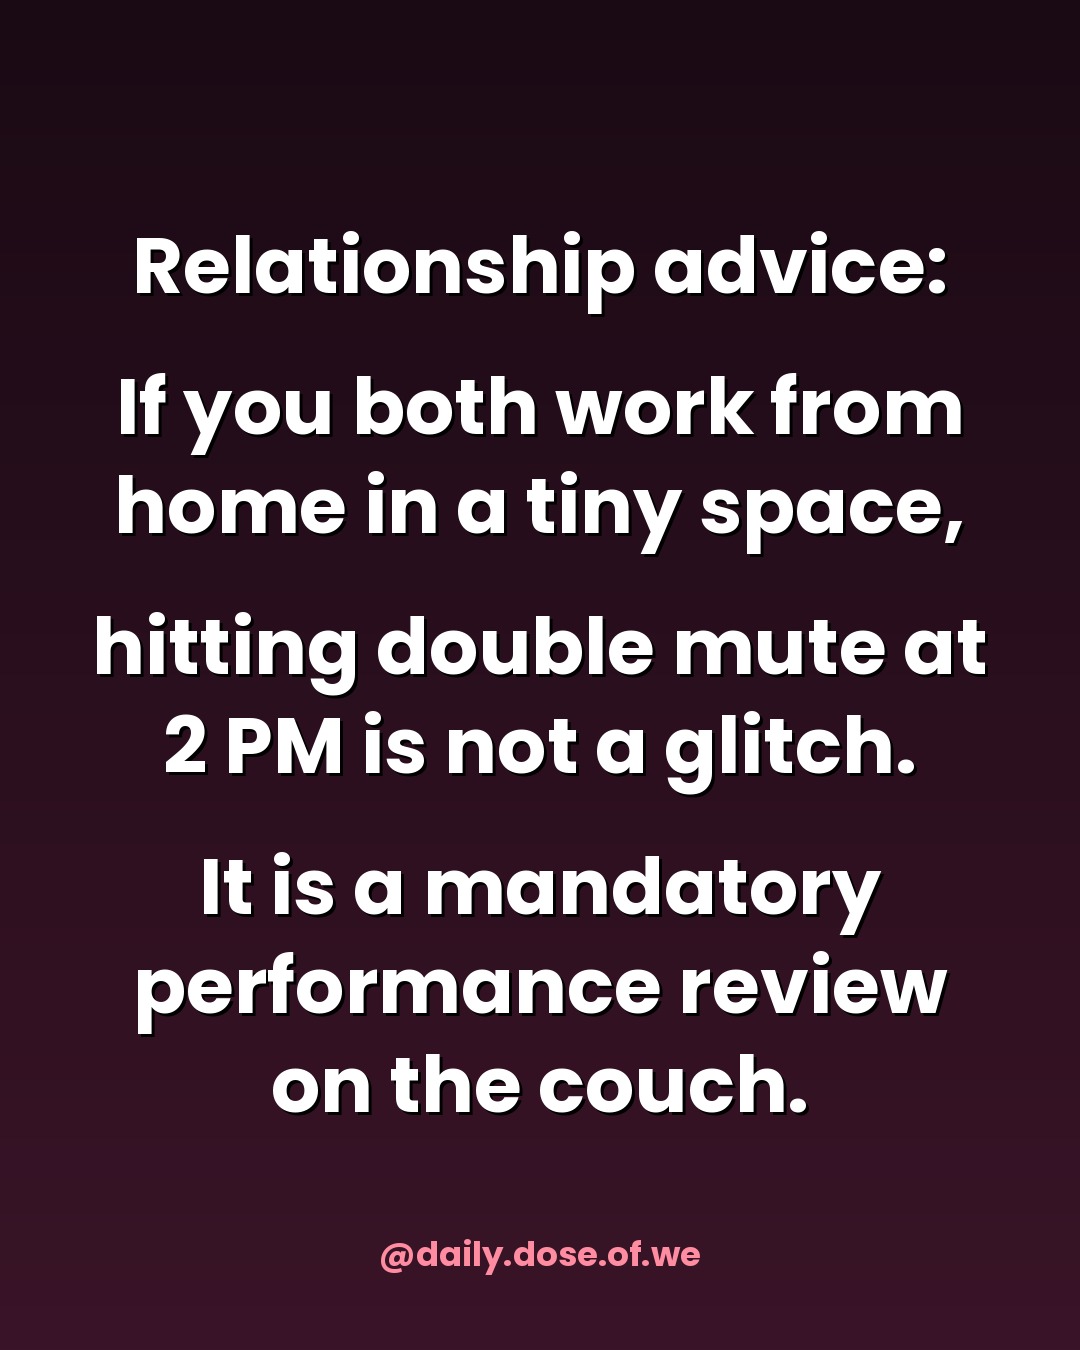 Relationship advice:
If you both work from
home in a tiny space,
hitting double mute at
2 PM is not a glitch.
It is a mandatory
performance review
on the couch.
@daily.dose.of.we